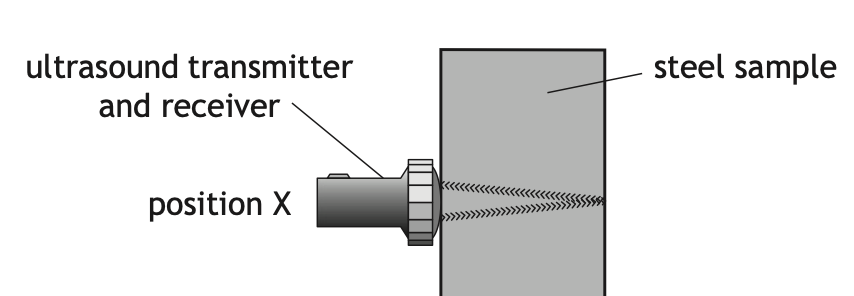 ultrasound transmitter
and receiver
steel sample
position X